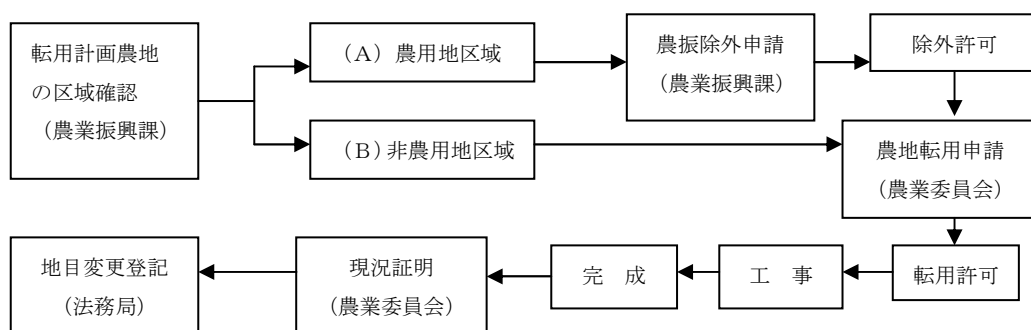 転用計画農地
の区域確認
(農業振興課)
(A)農用地区域
農振除外申請
(農業振興課)
除外許可
(B)非農用地区域
農地転用申請
(農業委員会)
転用許可
工 事
完 成
現況証明
(農業委員会)
地目変更登記
(法務局)